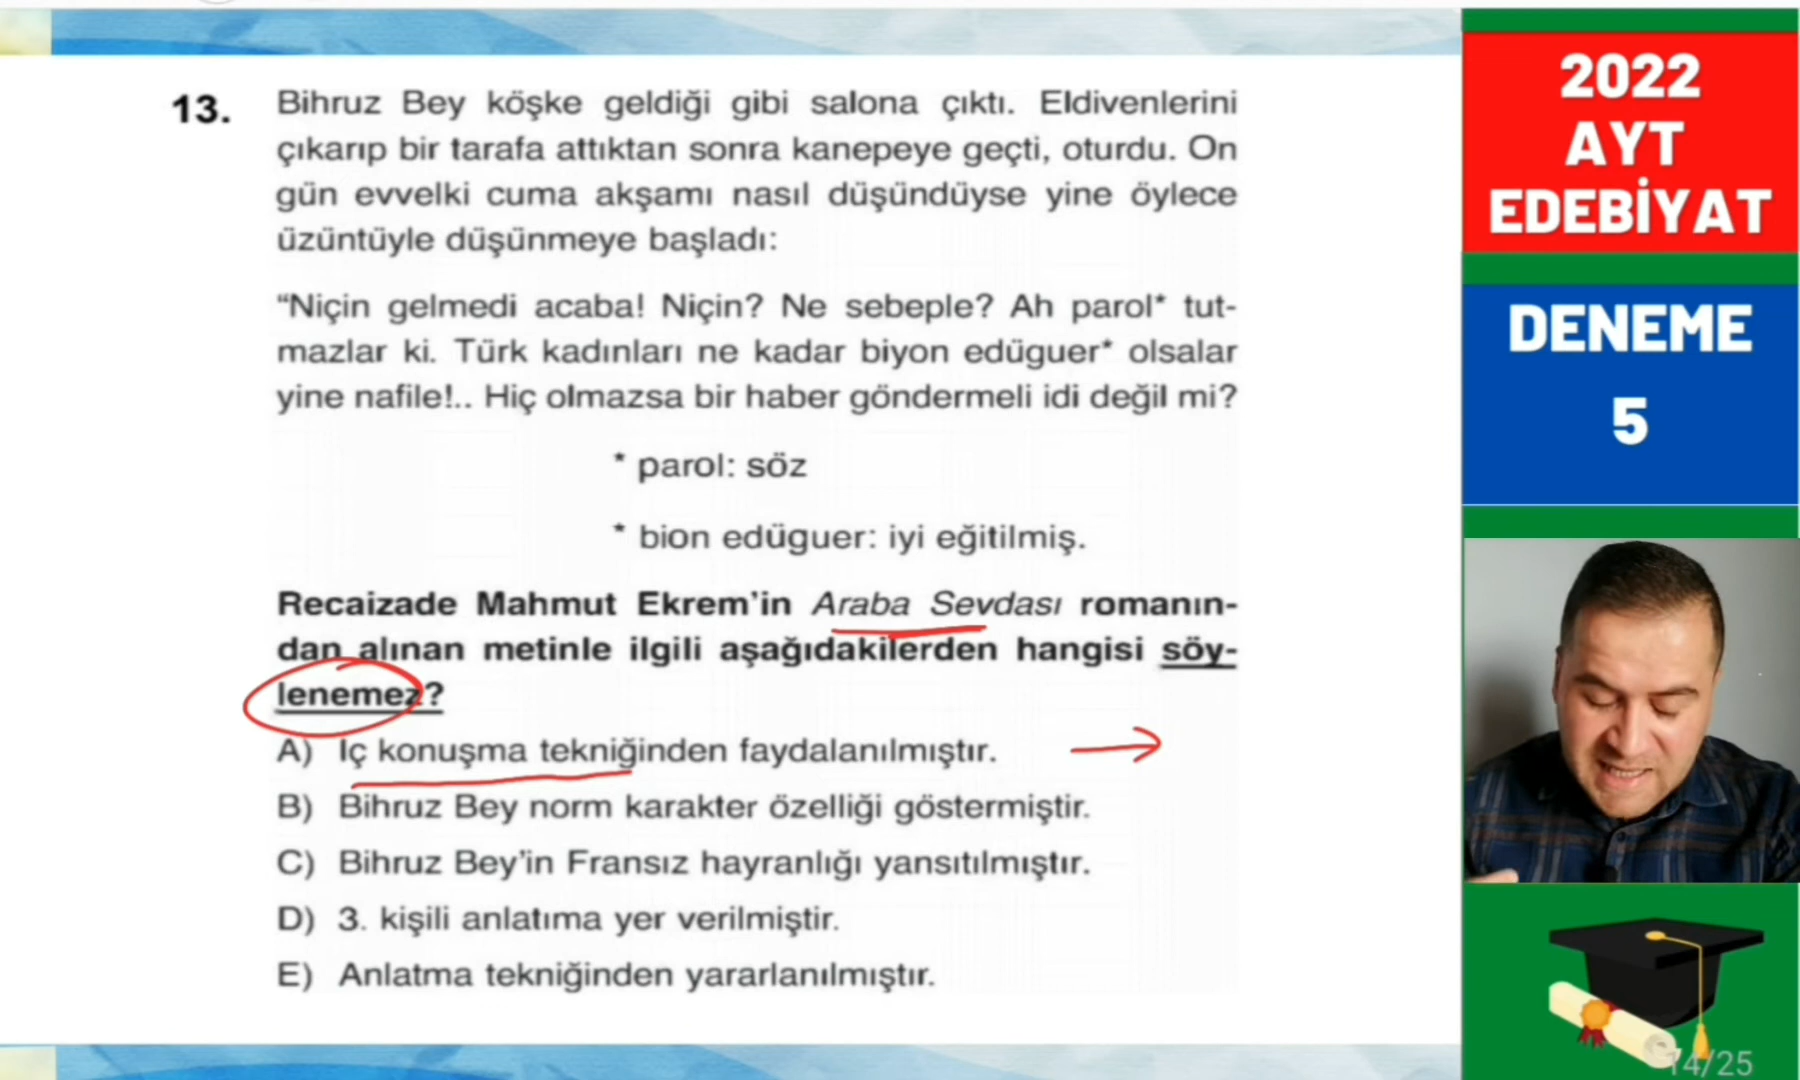 13. Bihruz Bey köşke geldiği gibi salona çıktı. Eldivenlerini
çıkarıp bir tarafa attıktan sonra kanepeye geçti, oturdu. On
gün evvelki cuma akşamı nasıl düşündüyse yine öylece
üzüntüyle düşünmeye başladı:
“Niçin gelmedi acaba! Niçin? Ne sebeple? Ah parol* tut-
mazlar ki. Türk kadınları ne kadar biyon edüguer* olsalar
yine nafile!.. Hiç olmazsa bir haber göndermeli idi değil mi?
* parol: söz
* bion edüguer: iyi eğitilmiş.
Recaizade Mahmut Ekrem’in Araba Sevdası romanın-
dan alınan metinle ilgili aşağıdakilerden hangisi söy-
lenemez?
A) İç konuşma tekniğinden faydalanılmıştır.
B) Bihruz Bey norm karakter özelliği göstermiştir.
C) Bihruz Bey’in Fransız hayranlığı yansıtılmıştır.
D) 3. kişili anlatıma yer verilmiştir.
E) Anlatma tekniğinden yararlanılmıştır.
2022
AYT
EDEBİYAT
DENEME
5
14/25